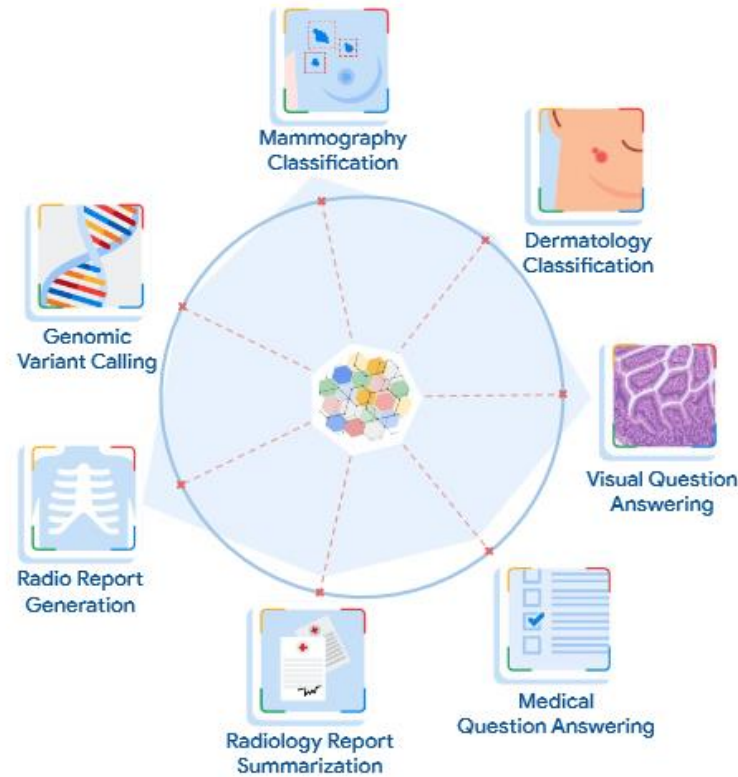 Mammography
Classification
Dermatology
Classification
Genomic
Variant Calling
Visual Question
Answering
Radio Report
Generation
Medical
Question Answering
Radiology Report
Summarization